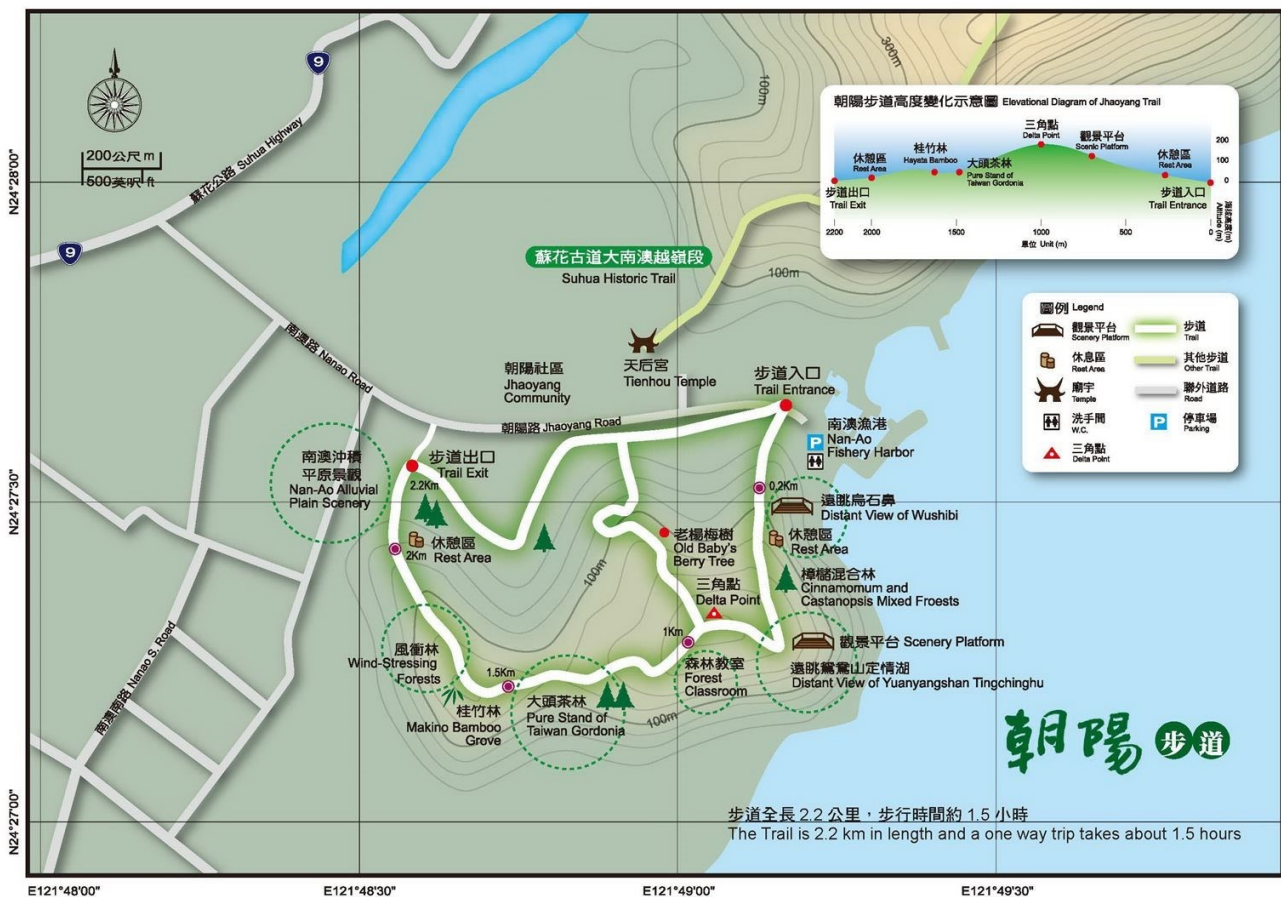 9
200公尺 m
500英呎 ft
蘇花公路 Suhua Highway
9
南澳路 Nanao Road
南澳南路 Nanao S. Road
100m
300m
100m
朝陽步道高度變化示意圖 Elevational Diagram of Jhaoyang Trail
三角點
Delta Point
觀景平台
Scenic Platform
桂竹林
Hayata Bamboo
大頭茶林
Pure Stand of
Taiwan Gordonia
休憩區
Rest Area
休憩區
Rest Area
步道出口
Trail Exit
步道入口
Trail Entrance
200
100
0
海拔高度(m)
Altitude (m)
2200
2000
1500
1000
500
0
單位 Unit (m)
蘇花古道大南澳越嶺段
Suhua Historic Trail
天后宮
Tienhou Temple
圖例 Legend
觀景平台
Scenery Platform
步道
Trail
休息區
Rest Area
其他步道
Other Trail
廟宇
Temple
聯外道路
Road
洗手間
W.C.
P
停車場
Parking
三角點
Delta Point
朝陽社區
Jhaoyang
Community
朝陽路 Jhaoyang Road
步道入口
Trail Entrance
P
南澳漁港
Nan-Ao
Fishery Harbor
南澳沖積
平原景觀
Nan-Ao Alluvial
Plain Scenery
步道出口
Trail Exit
2.2Km
休憩區
Rest Area
2Km
0.2Km
遠眺烏石鼻
Distant View of Wushibi
休憩區
Rest Area
老楊梅樹
Old Baby's
Berry Tree
100m
樟櫧混合林
Cinnamomum and
Castanopsis Mixed Froests
三角點
Delta Point
1Km
觀景平台 Scenery Platform
遠眺鴛鴦山定情湖
Distant View of Yuanyangshan Tingchinghu
森林教室
Forest
Classroom
100m
風衝林
Wind-Stressing
Forests
1.5Km
桂竹林
Makino Bamboo
Grove
大頭茶林
Pure Stand of
Taiwan Gordonia
朝陽 步道
步道全長 2.2 公里，步行時間約 1.5 小時
The Trail is 2.2 km in length and a one way trip takes about 1.5 hours
N24°28'00"
N24°27'30"
N24°27'00"
E121°48'00"
E121°48'30"
E121°49'00"
E121°49'30"